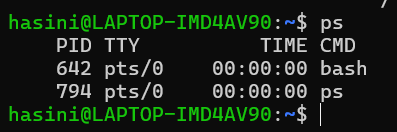 hasini@LAPTOP-IMD4AV90:~$ ps
    PID TTY          TIME CMD
    642 pts/0    00:00:00 bash
    794 pts/0    00:00:00 ps
hasini@LAPTOP-IMD4AV90:~$